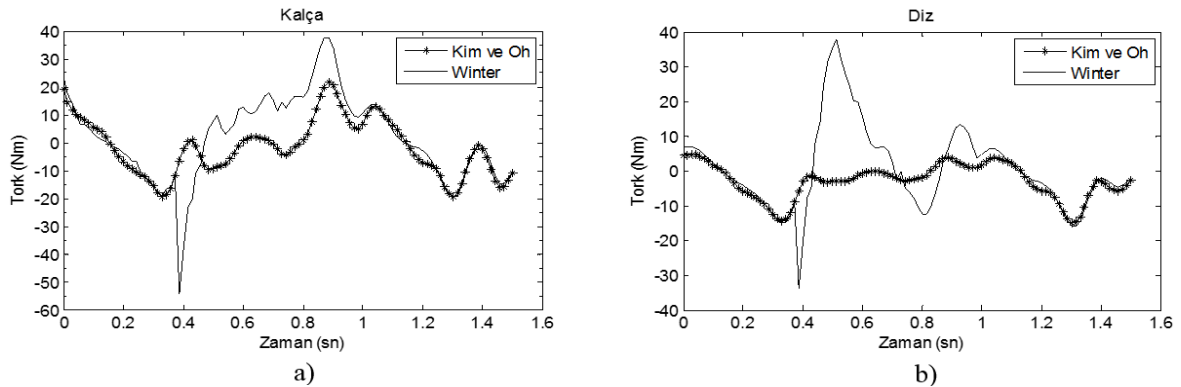 Kalça
Tork (Nm)
40
30
20
10
0
-10
-20
-30
-40
-50
-60
Kim ve Oh
Winter
0 0.2 0.4 0.6 0.8 1 1.2 1.4 1.6
Zaman (sn)
a)
Diz
Tork (Nm)
40
30
20
10
0
-10
-20
-30
-40
Kim ve Oh
Winter
0 0.2 0.4 0.6 0.8 1 1.2 1.4 1.6
Zaman (sn)
b)